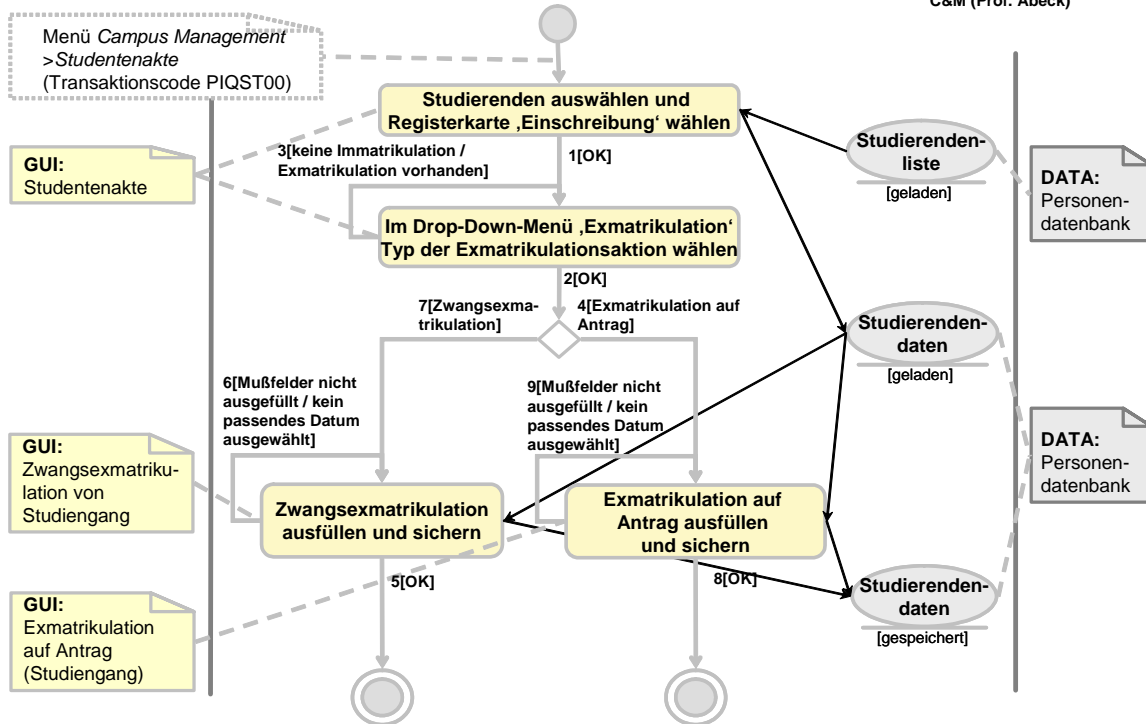 C&M (Prof. Abeck)
Menü Campus Management
>Studentenakte
(Transaktionscode PIQST00)
Studierenden auswählen und
Registerkarte ‚Einschreibung‘ wählen
GUI:
Studentenakte
3[keine Immatrikulation /
Exmatrikulation vorhanden]
1[OK]
Studierenden-
liste
[geladen]
DATA:
Personen-
datenbank
Im Drop-Down-Menü ‚Exmatrikulation‘
Typ der Exmatrikulationsaktion wählen
2[OK]
7[Zwangsexma-
trikulation]
4[Exmatrikulation auf
Antrag]
Studierenden-
daten
[geladen]
6[Mußfelder nicht
ausgefüllt / kein
passendes Datum
ausgewählt]
9[Mußfelder nicht
ausgefüllt / kein
passendes Datum
ausgewählt]
GUI:
Zwangsexmatriku-
lation von
Studiengang
DATA:
Personen-
datenbank
Zwangsexmatrikulation
ausfüllen und sichern
Exmatrikulation auf
Antrag ausfüllen
und sichern
5[OK]
8[OK]
Studierenden-
daten
[gespeichert]
GUI:
Exmatrikulation
auf Antrag
(Studiengang)